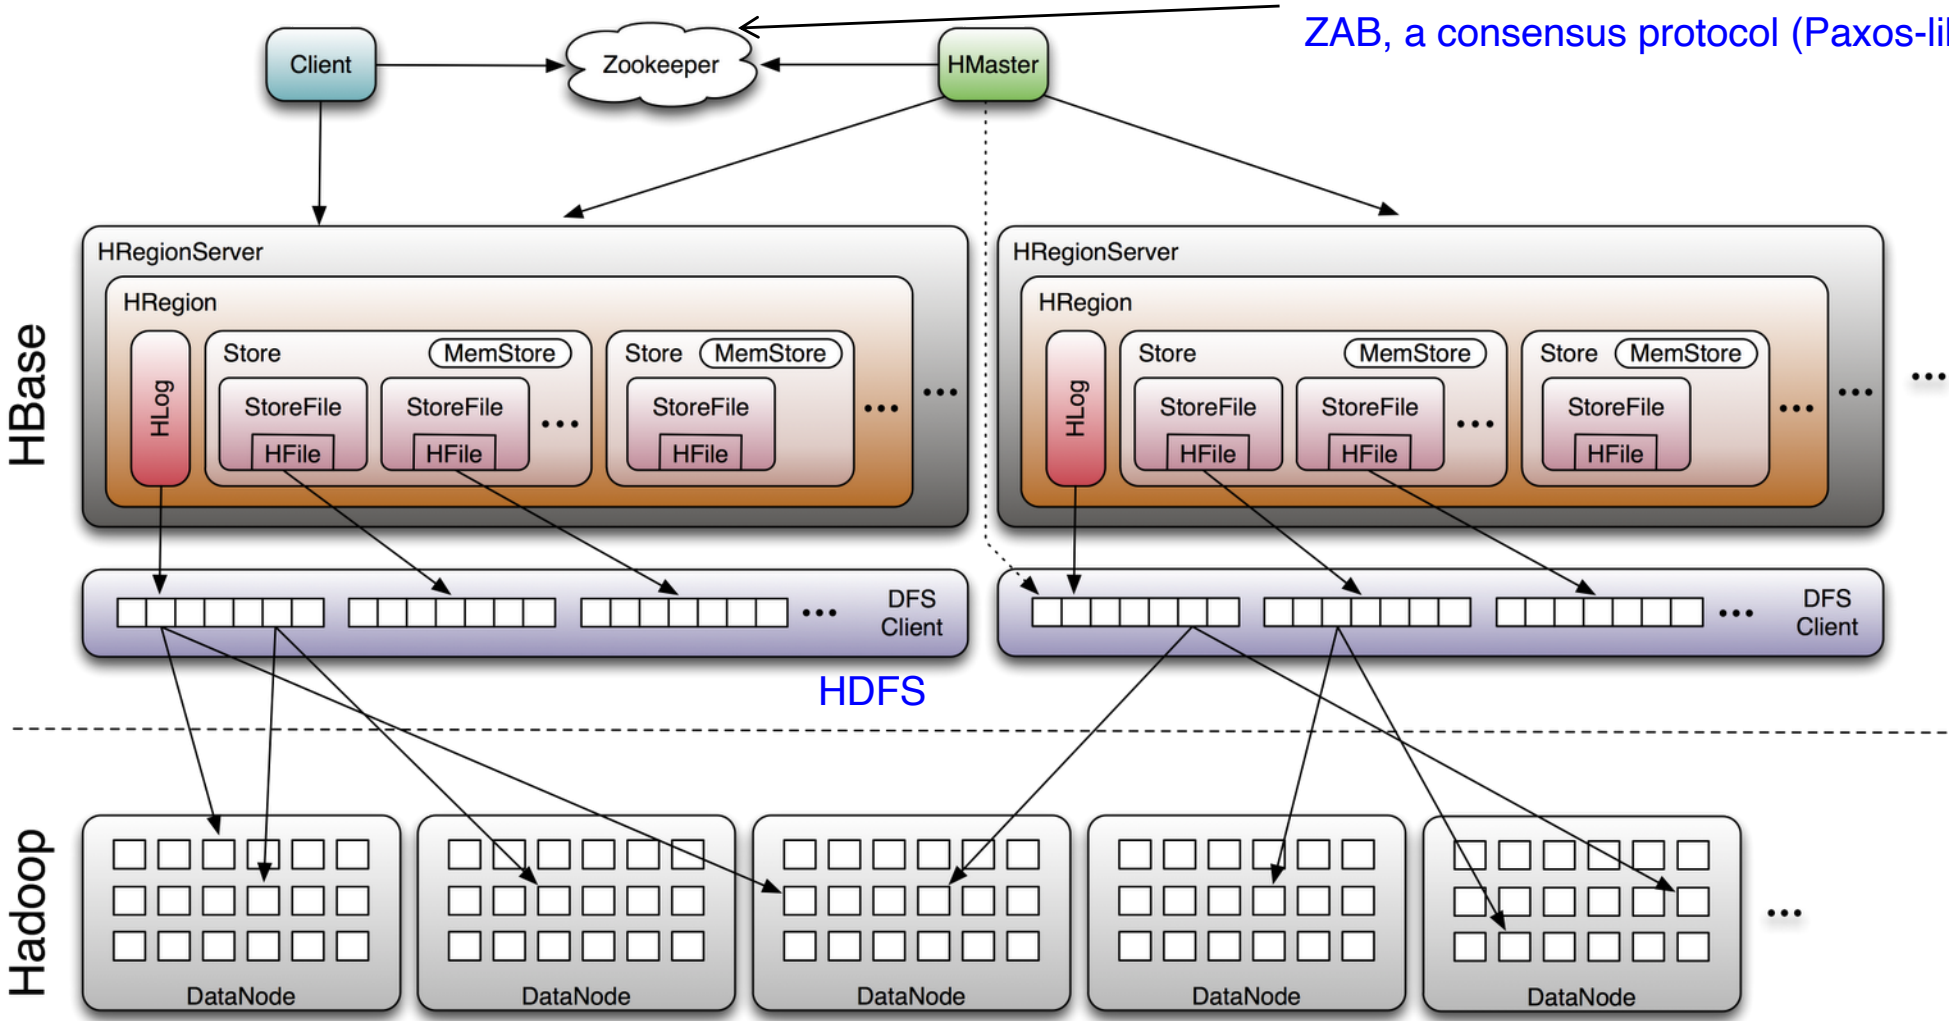 ZAB, a consensus protocol (Paxos-li
Client
Zookeeper
HMaster
HBase
HRegionServer
HRegion
HLog
Store
MemStore
StoreFile
HFile
StoreFile
HFile
...
Store
MemStore
StoreFile
HFile
...
...
HRegionServer
HRegion
HLog
Store
MemStore
StoreFile
HFile
StoreFile
HFile
...
Store
MemStore
StoreFile
HFile
...
...
...
...
DFS
Client
...
DFS
Client
HDFS
Hadoop
DataNode
DataNode
DataNode
DataNode
DataNode
...